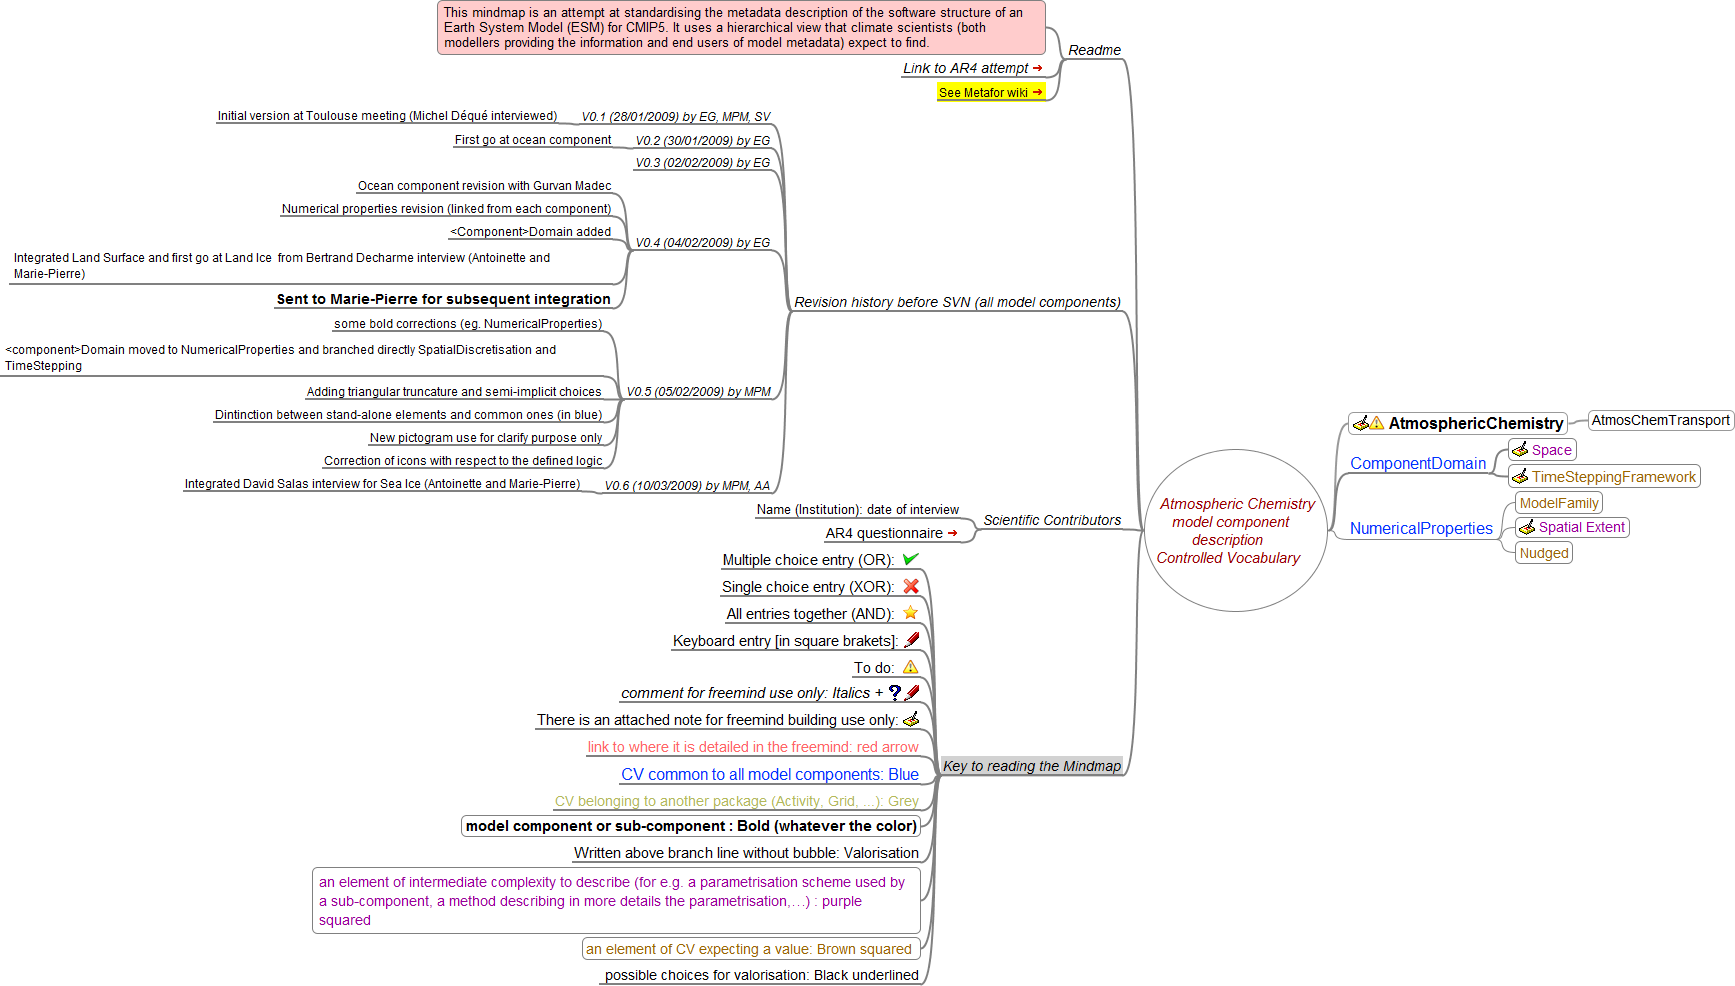 This mindmap is an attempt at standardising the metadata description of the software structure of an
Earth System Model (ESM) for CMIP5. It uses a hierarchical view that climate scientists (both
modellers providing the information and end users of model metadata) expect to find.
Readme
Link to AR4 attempt
See Metafor wiki
Initial version at Toulouse meeting (Michel Déqué interviewed)
V0.1 (28/01/2009) by EG, MPM, SV
First go at ocean component
V0.2 (30/01/2009) by EG
V0.3 (02/02/2009) by EG
Ocean component revision with Gurvan Madec
Numerical properties revision (linked from each component)
<Component>Domain added
V0.4 (04/02/2009) by EG
Integrated Land Surface and first go at Land Ice  from Bertrand Decharme interview (Antoinette and
Marie-Pierre)
Sent to Marie-Pierre for subsequent integration
Revision history before SVN (all model components)
some bold corrections (eg. NumericalProperties)
<component>Domain moved to NumericalProperties and branched directly SpatialDiscretisation and
TimeStepping
Adding triangular truncature and semi-implicit choices
V0.5 (05/02/2009) by MPM
Dintinction between stand-alone elements and common ones (in blue)
New pictogram use for clarify purpose only
Correction of icons with respect to the defined logic
Integrated David Salas interview for Sea Ice (Antoinette and Marie-Pierre)
V0.6 (10/03/2009) by MPM, AA
Name (Institution): date of interview
Scientific Contributors
AR4 questionnaire
Multiple choice entry (OR):
Single choice entry (XOR):
All entries together (AND):
Keyboard entry [in square brakets]:
To do:
comment for freemind use only: Italics +
There is an attached note for freemind building use only:
link to where it is detailed in the freemind: red arrow
Key to reading the Mindmap
CV common to all model components: Blue
CV belonging to another package (Activity, Grid, ...): Grey
model component or sub-component : Bold (whatever the color)
Written above branch line without bubble: Valorisation
an element of intermediate complexity to describe (for e.g. a parametrisation scheme used by
a sub-component, a method describing in more details the parametrisation,...) : purple
squared
an element of CV expecting a value: Brown squared
possible choices for valorisation: Black underlined
Atmospheric Chemistry
model component
description
Controlled Vocabulary
AtmosphericChemistry
AtmosChemTransport
ComponentDomain
Space
TimeSteppingFramework
NumericalProperties
ModelFamily
Spatial Extent
Nudged